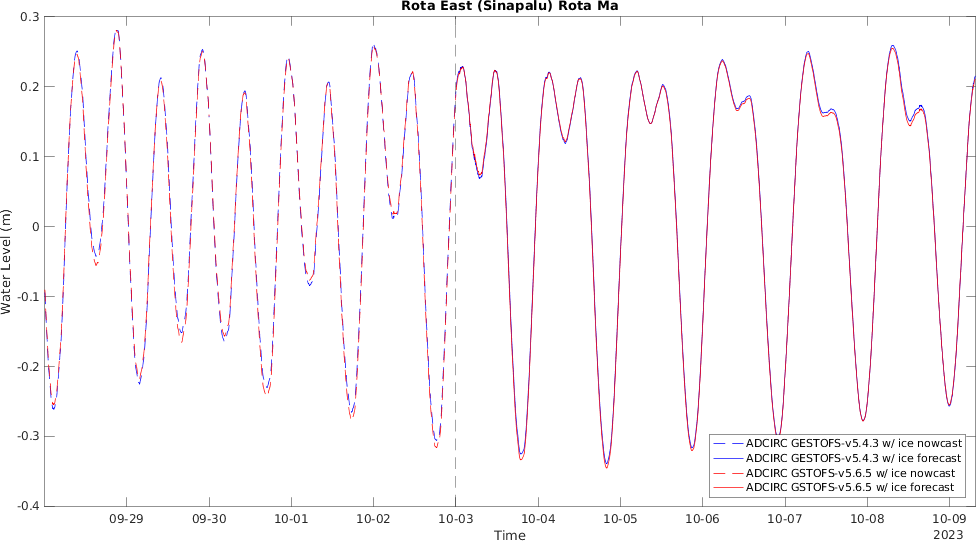 Rota East (Sinapalu) Rota Ma
Water Level (m)
0.3
0.2
0.1
0
-0.1
-0.2
-0.3
-0.4
ADCIRC GESTOFS-v5.4.3 w/ ice nowcast
ADCIRC GESTOFS-v5.4.3 w/ ice forecast
ADCIRC GSTOFS-v5.6.5 w/ ice nowcast
ADCIRC GSTOFS-v5.6.5 w/ ice forecast
09-29 09-30 10-01 10-02 10-03 10-04 10-05 10-06 10-07 10-08 10-09
Time 2023